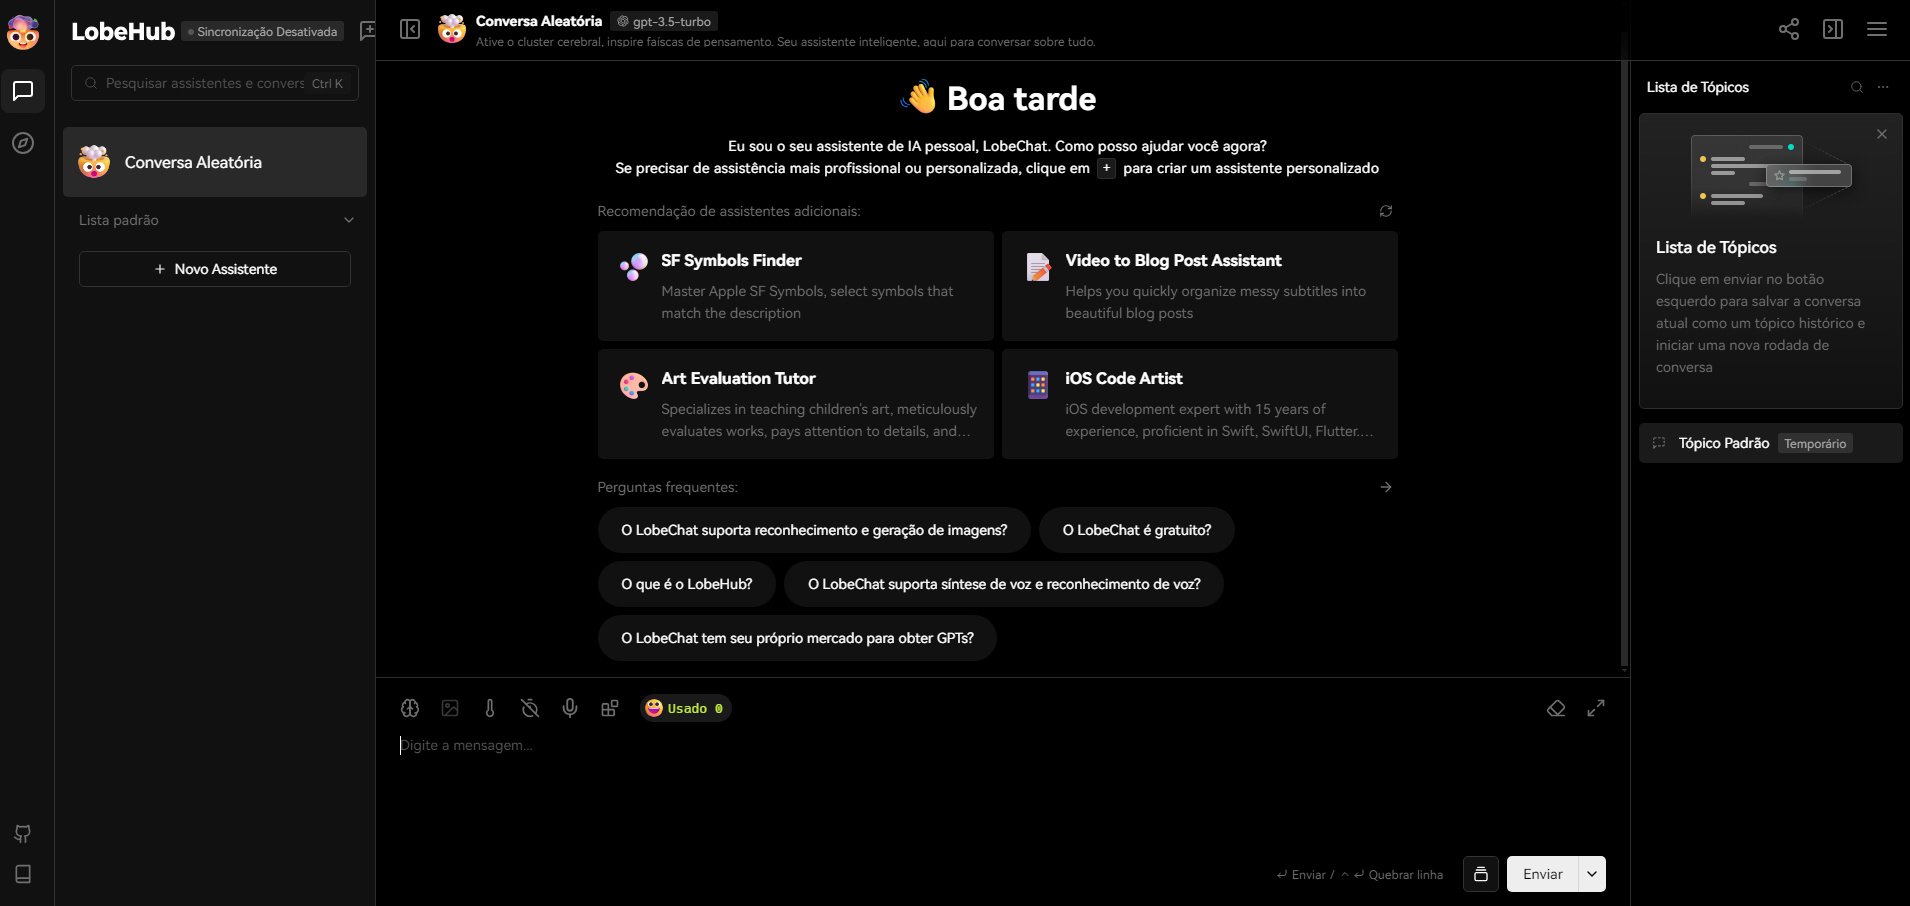 LobeHub
Sincronização Desativada
Pesquisar assistentes e convers
Ctrl K
Conversa Aleatória
Lista padrão
+ Novo Assistente
Conversa Aleatória
gpt-3.5-turbo
Ative o cluster cerebral, inspire faíscas de pensamento. Seu assistente inteligente, aqui para conversar sobre tudo.
Boa tarde
Eu sou o seu assistente de IA pessoal, LobeChat. Como posso ajudar você agora?
Se precisar de assistência mais profissional ou personalizada, clique em + para criar um assistente personalizado
Recomendação de assistentes adicionais:
SF Symbols Finder
Master Apple SF Symbols, select symbols that
match the description
Video to Blog Post Assistant
Helps you quickly organize messy subtitles into
beautiful blog posts
Art Evaluation Tutor
Specializes in teaching children's art, meticulously
evaluates works, pays attention to details, and...
iOS Code Artist
iOS development expert with 15 years of
experience, proficient in Swift, SwiftUI, Flutter....
Perguntas frequentes:
O LobeChat suporta reconhecimento e geração de imagens?
O LobeChat é gratuito?
O que é o LobeHub?
O LobeChat suporta síntese de voz e reconhecimento de voz?
O LobeChat tem seu próprio mercado para obter GPTs?
Usado 0
Digite a mensagem...
Enviar / Quebrar linha
Enviar
Lista de Tópicos
Lista de Tópicos
Clique em enviar no botão
esquerdo para salvar a conversa
atual como um tópico histórico e
iniciar uma nova rodada de
conversa
Tópico Padrão
Temporário